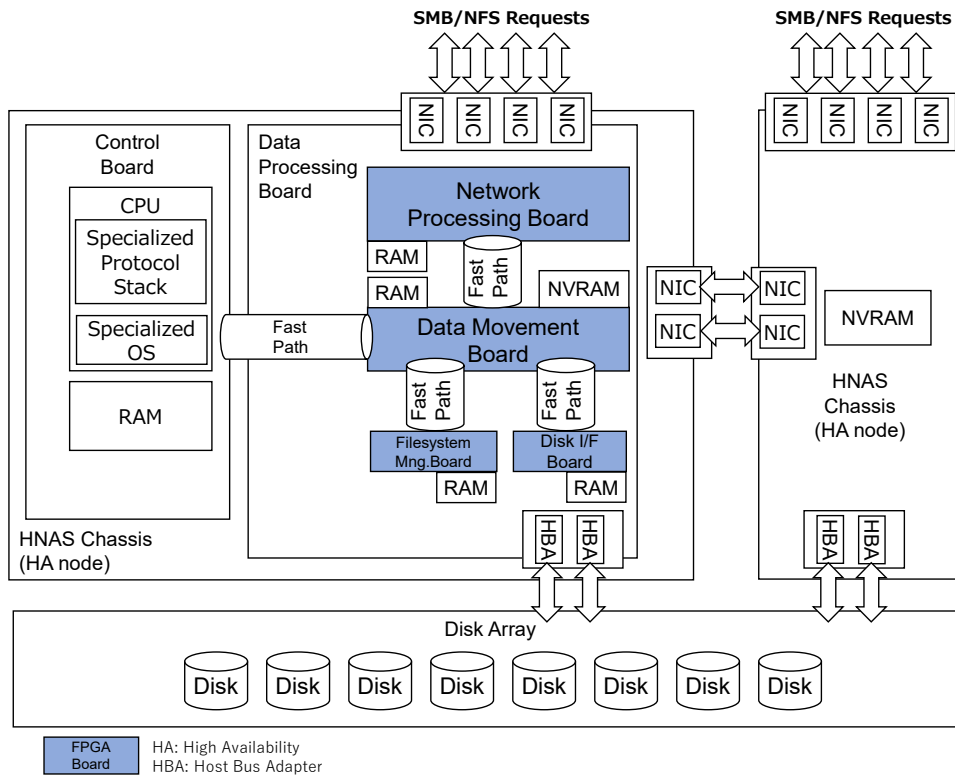 SMB/NFS Requests
SMB/NFS Requests
NIC
NIC
NIC
NIC
NIC
NIC
NIC
NIC
Control
Board
CPU
Specialized
Protocol
Stack
Specialized
OS
RAM
HNAS Chassis
(HA node)
Fast
Path
Data
Processing
Board
Network
Processing Board
RAM
Fast
Path
RAM
NVRAM
Data Movement
Board
Fast
Path
Fast
Path
Filesystem
Mng.Board
RAM
Disk I/F
Board
RAM
HBA
HBA
NIC
NIC
NIC
NIC
NVRAM
HNAS
Chassis
(HA node)
HBA
HBA
Disk Array
Disk
Disk
Disk
Disk
Disk
Disk
Disk
Disk
FPGA
Board
HA: High Availability
HBA: Host Bus Adapter